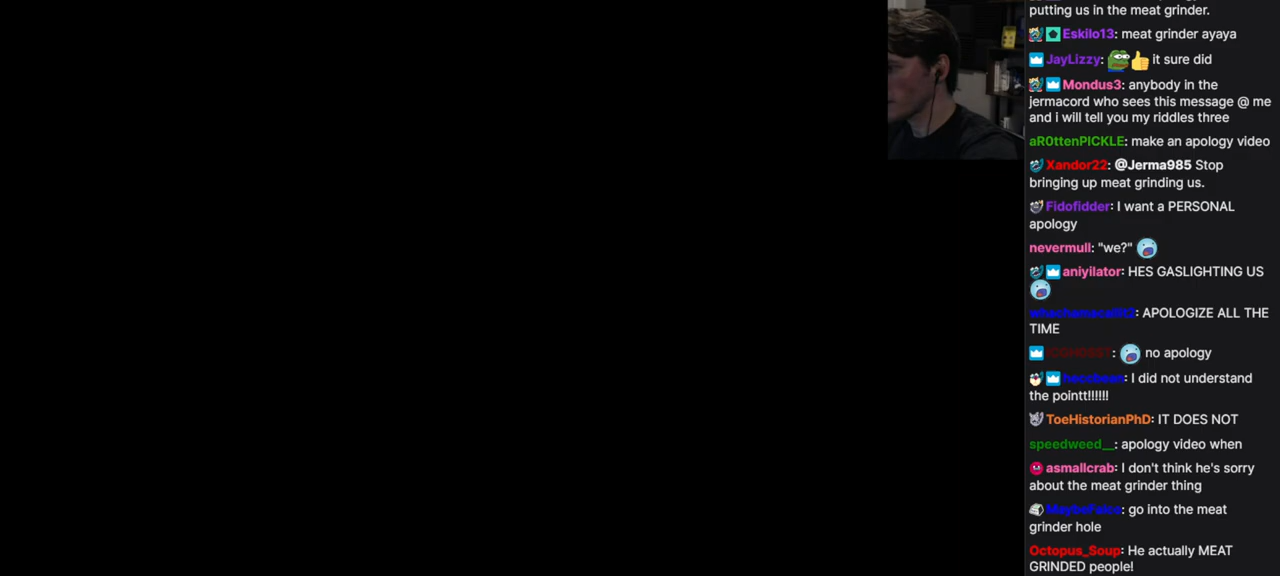 putting us in the meat grinder.
Eskilo13: meat grinder ayaya
JayLizzy: it sure did
Mondus3: anybody in the
jermacord who sees this message @ me
and i will tell you my riddles three
aR0ttenPICKLE: make an apology video
Xandor22: @Jerma985 Stop
bringing up meat grinding us.
Fidofidder: I want a PERSONAL
apology
nevermull: "we?"
aniyilator: HES GASLIGHTING US
: APOLOGIZE ALL THE
TIME
: no apology
: I did not understand
the pointt!!!!!!
ToeHistorianPhD: IT DOES NOT
speedweed__: apology video when
asmallcrab: I don't think he's sorry
about the meat grinder thing
: go into the meat
grinder hole
Octopus_Soup: He actually MEAT
GRINDED people!